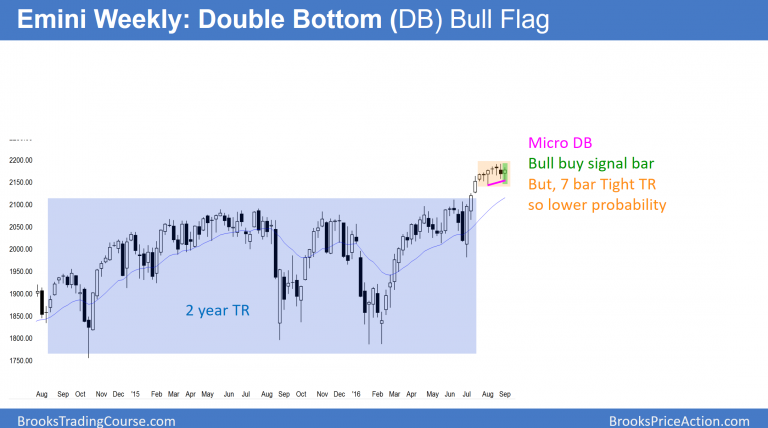 Emini Weekly: Double Bottom (DB) Bull Flag
2200.00
2150.00
2100.00
2050.00
2000.00
1950.00
1900.00
1850.00
1800.00
1750.00
Micro DB
Bull buy signal bar
But, 7 bar Tight TR
so lower probability
2 year TR
Aug Sep Oct Nov Dec '15 Feb Mar Apr May Jun Jul Aug Sep Oct Nov Dec '16 Feb Mar Apr May Jun Jul Aug Sep
BrooksTradingCourse.com
BrooksPriceAction.com